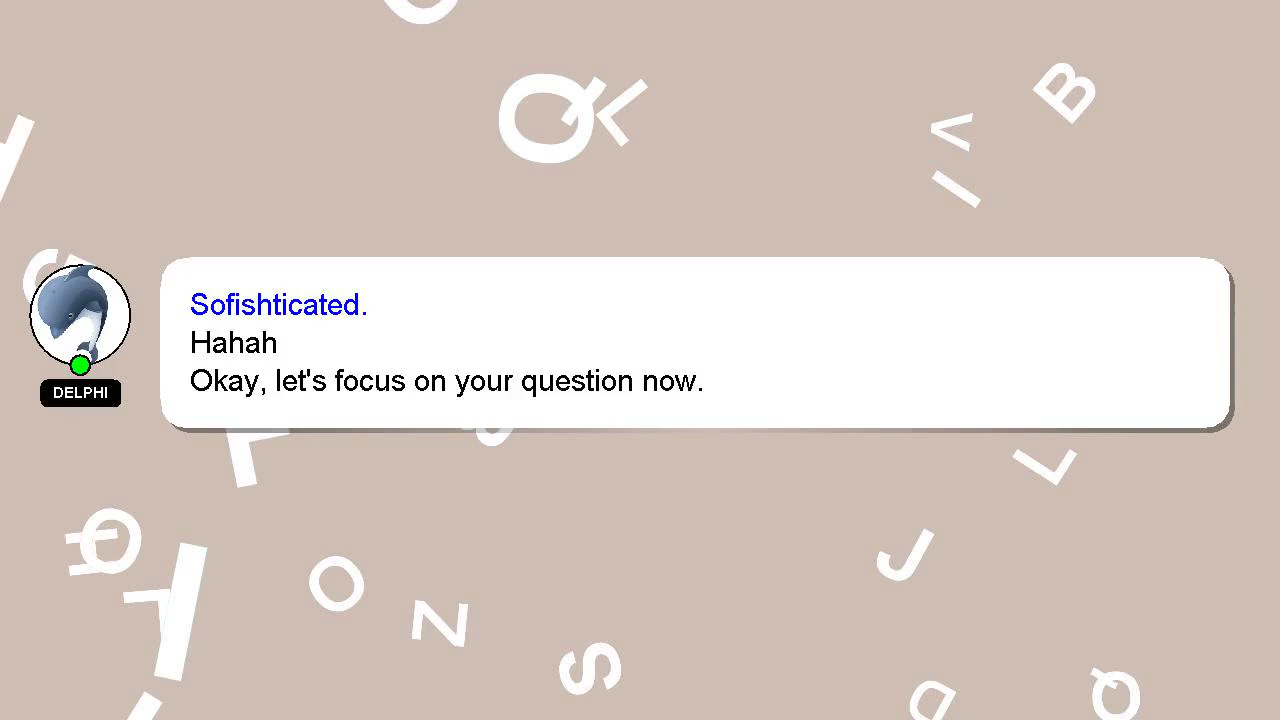 Sofishticated.
Hahah
Okay, let's focus on your question now.
DELPHI
Q
L
V
B
I
L
J
O
Z
S
D
Q